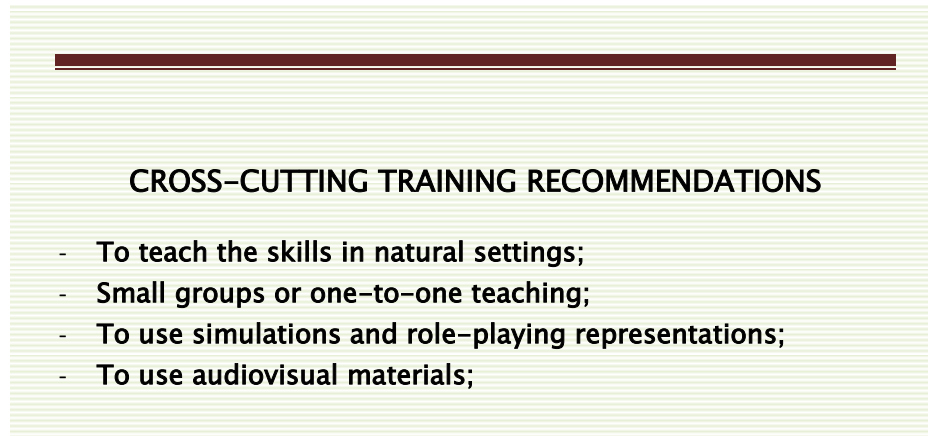 CROSS-CUTTING TRAINING RECOMMENDATIONS
- To teach the skills in natural settings;
- Small groups or one-to-one teaching;
- To use simulations and role-playing representations;
- To use audiovisual materials;